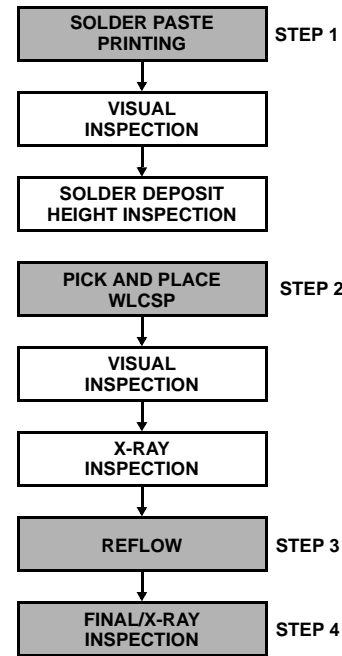 SOLDER PASTE
PRINTING
STEP 1
VISUAL
INSPECTION
SOLDER DEPOSIT
HEIGHT INSPECTION
PICK AND PLACE
WLCSP
STEP 2
VISUAL
INSPECTION
X-RAY
INSPECTION
REFLOW
STEP 3
FINAL/X-RAY
INSPECTION
STEP 4